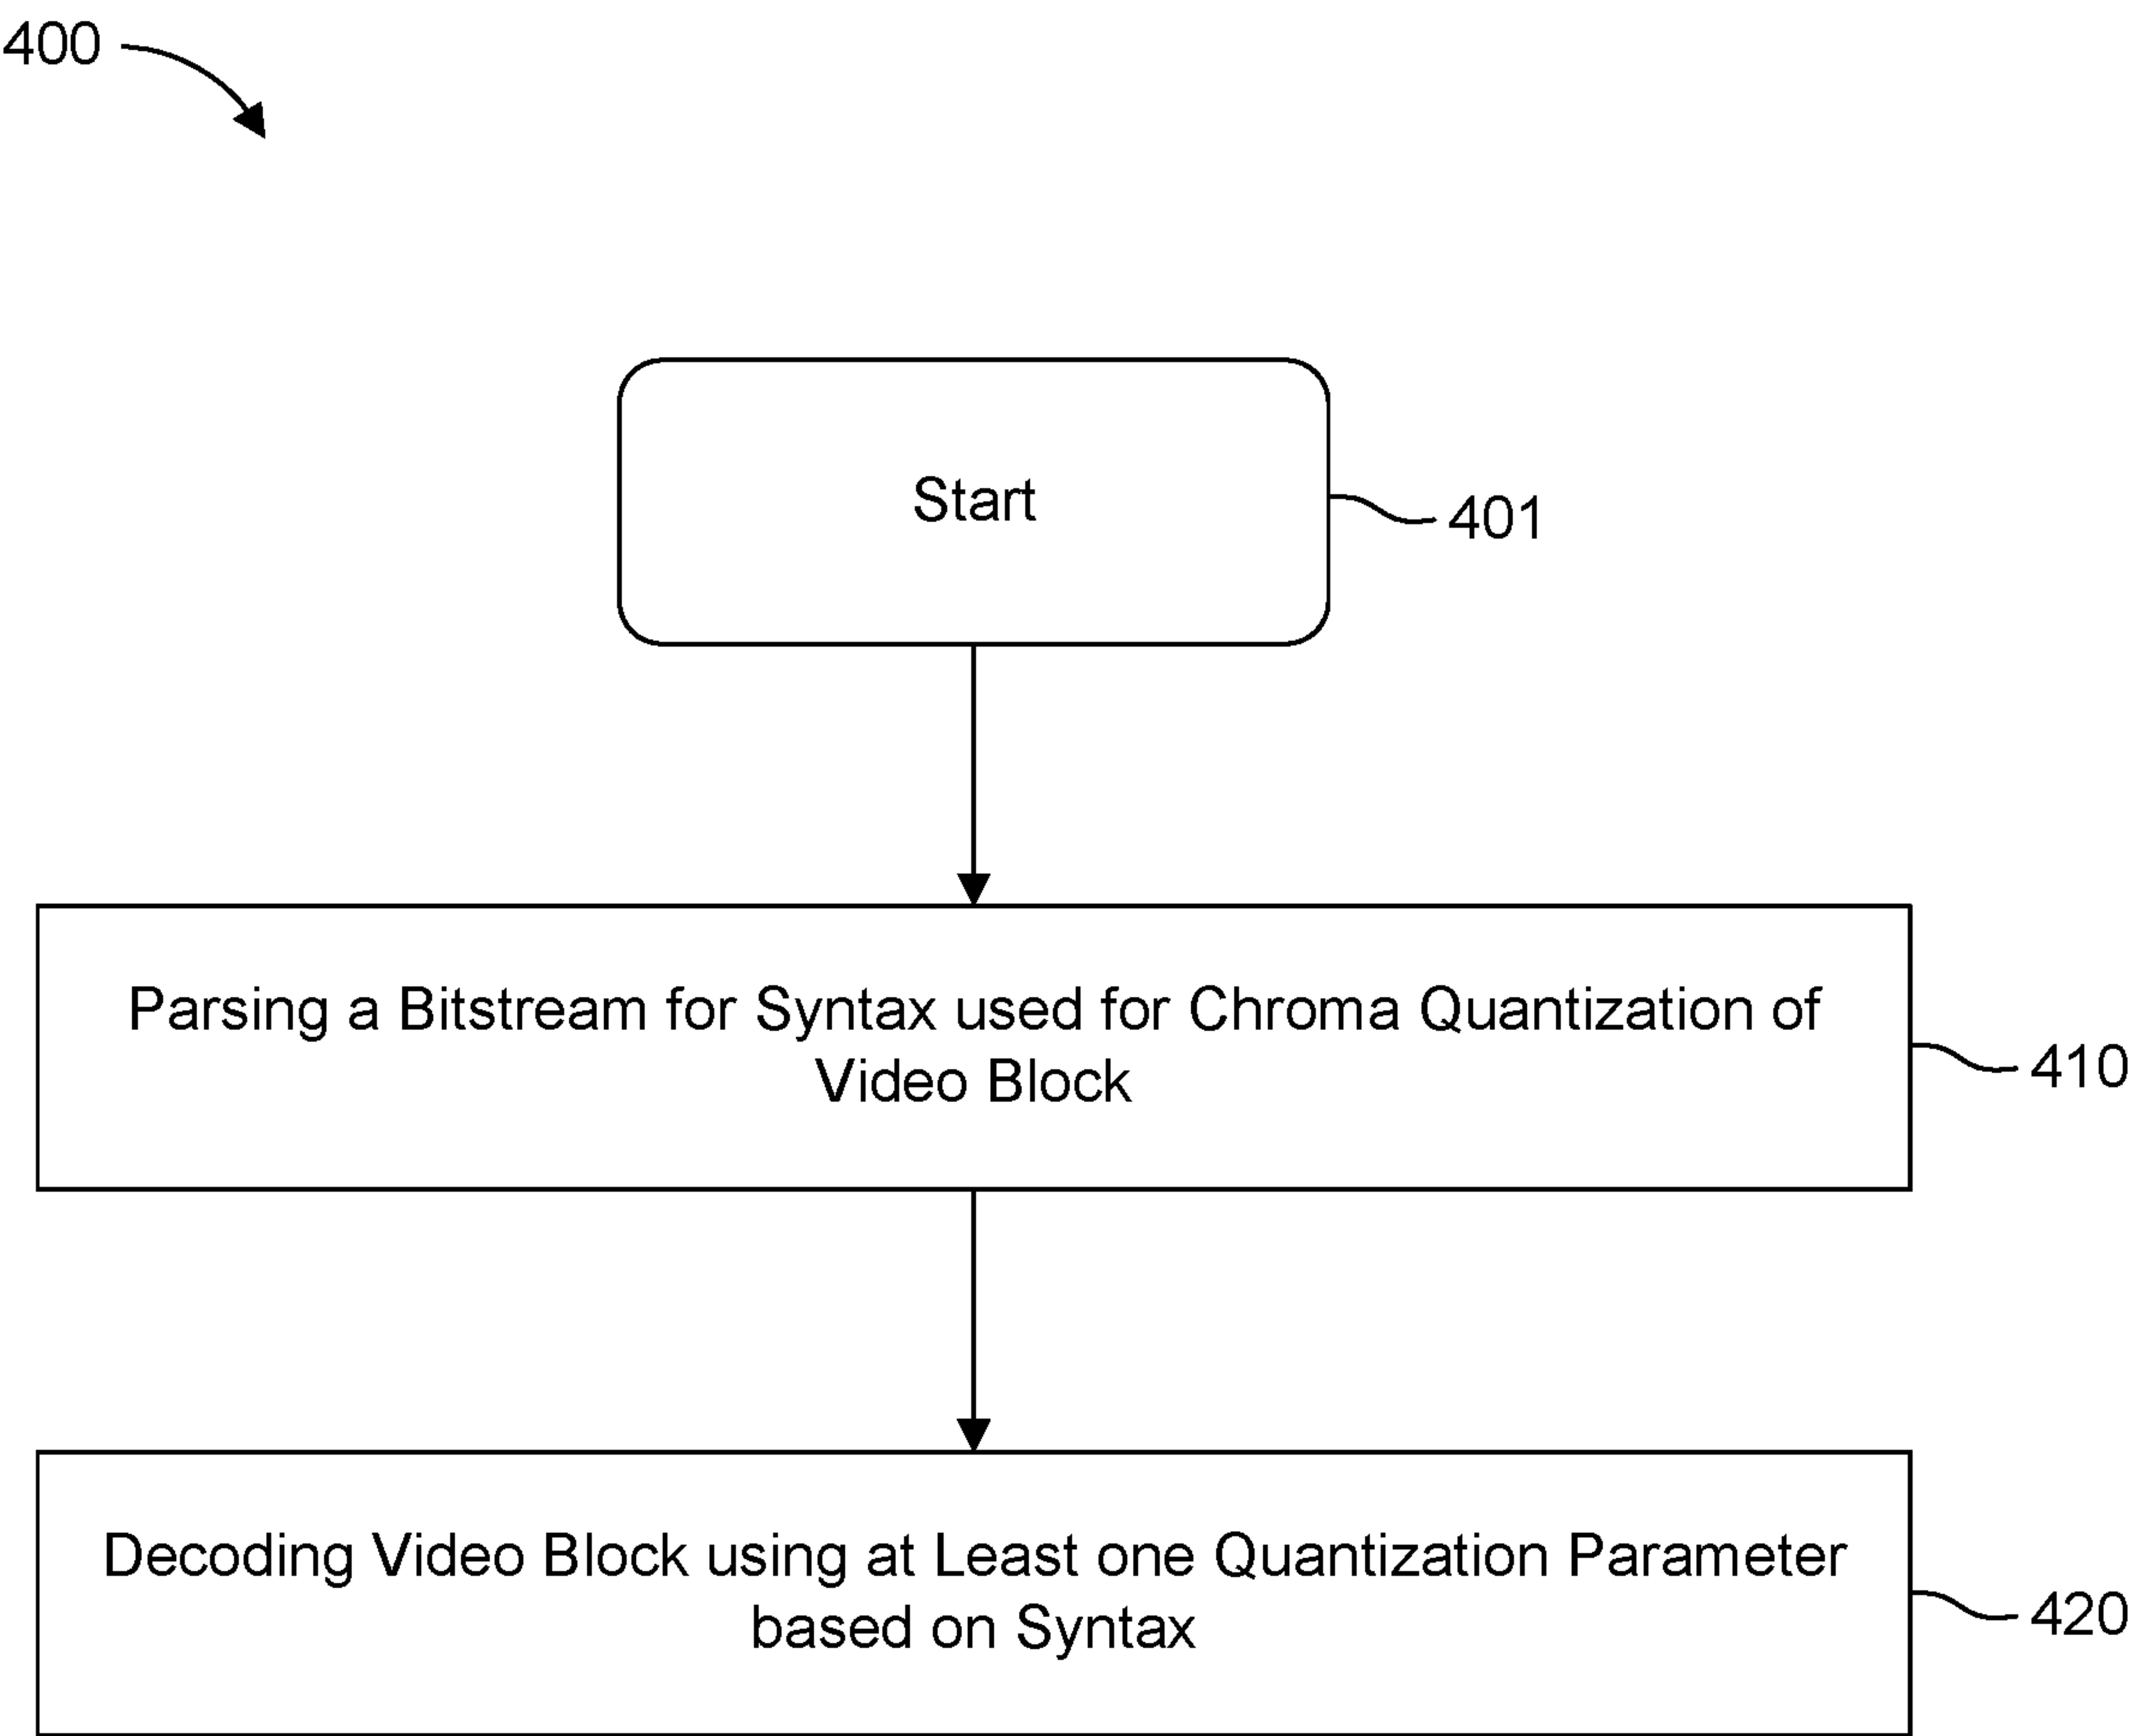 400
Start
401
Parsing a Bitstream for Syntax used for Chroma Quantization of
Video Block
410
Decoding Video Block using at Least one Quantization Parameter
based on Syntax
420